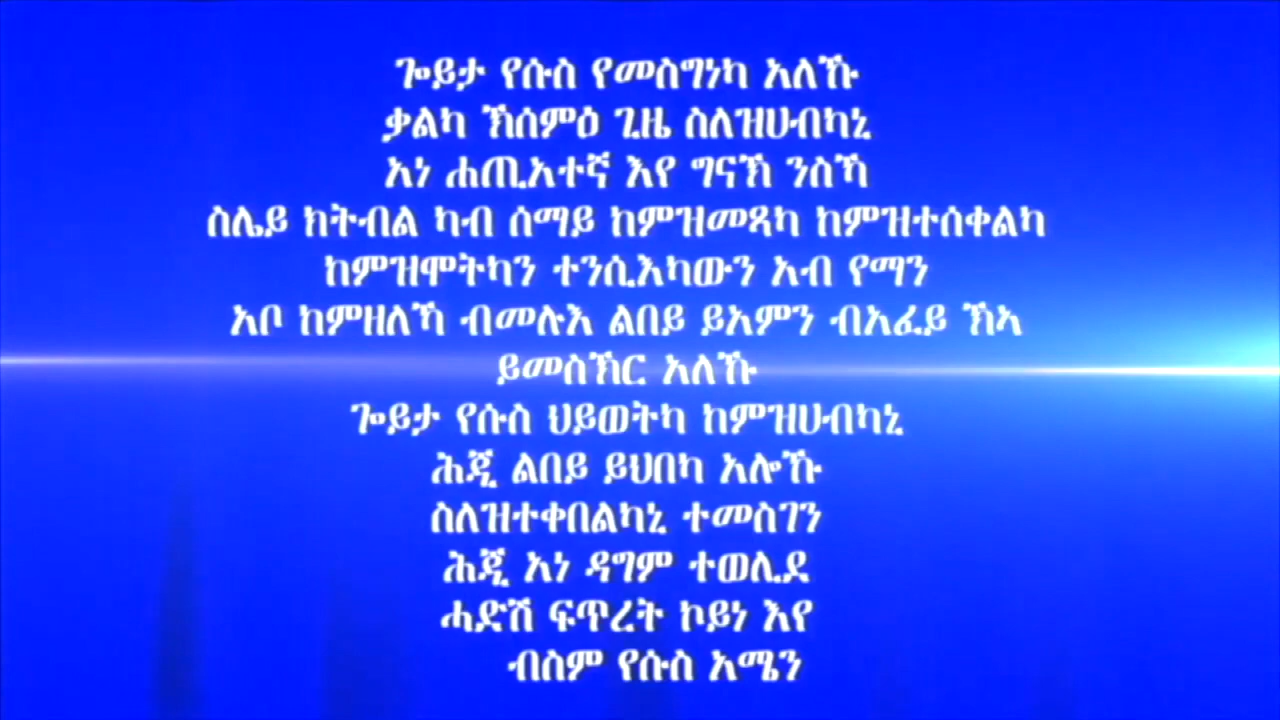 ጐይታ የሱስ የመስግነካ አለኹ
ቃልካ ኽሰምዕ ጊዜ ስለዝሀብካኒ
አነ ሐጢአተኛ እየ ግናኽ ንስኻ
ስሌይ ክትብል ካብ ሰማይ ከምዝመጻካ ከምዝተሰቀልካ
ከምዝሞትካን ተንሲእካውን አብ የማን
አቦ ከምዘለኻ ብመሉእ ልበይ ይአምን ብአፈይ ኽኣ
ይመስኽር አለኹ
ጐይታ የሱስ ህይወትካ ከምዝሀብካኒ
ሕጂ ልበይ ይህበካ አሎኹ
ስለዝተቀበልካኒ ተመስገን
ሕጂ አነ ዳግም ተወሊደ
ሓድሽ ፍጥረት ኮይነ እየ
ብስም የሱስ አሜን